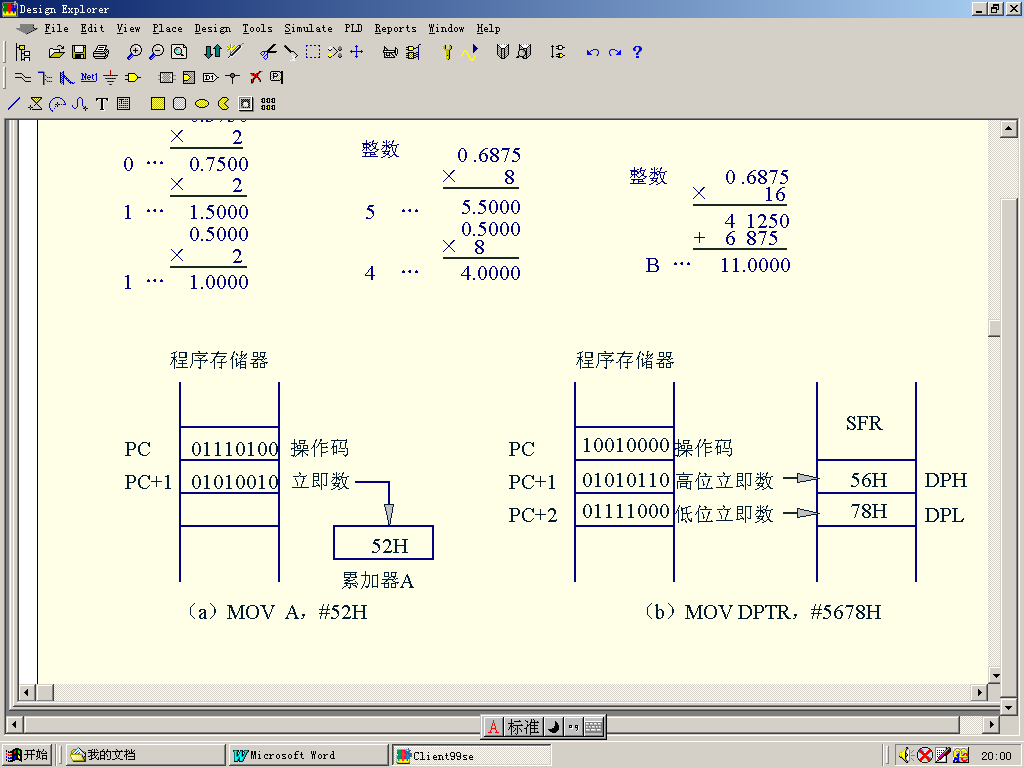 Design Explorer
File Edit View Place Design Tools Simulate PLD Reports Window Help
Net1
D1
T
× 2
0 … 0.7500
× 2
1 … 1.5000
0.5000
× 2
1 … 1.0000
整数 0.6875
× 8
5 … 5.5000
0.5000
× 8
4 … 4.0000
整数 0.6875
× 16
4 1250
+ 6 875
B … 11.0000
程序存储器
PC 01110100 操作码
PC+1 01010010 立即数
52H
累加器A
（a）MOV A，#52H
程序存储器
SFR
PC 10010000 操作码
PC+1 01010110 高位立即数 56H DPH
PC+2 01111000 低位立即数 78H DPL
（b）MOV DPTR，#5678H
A 标准
开始 我的文档 Microsoft Word Client99se 20:00